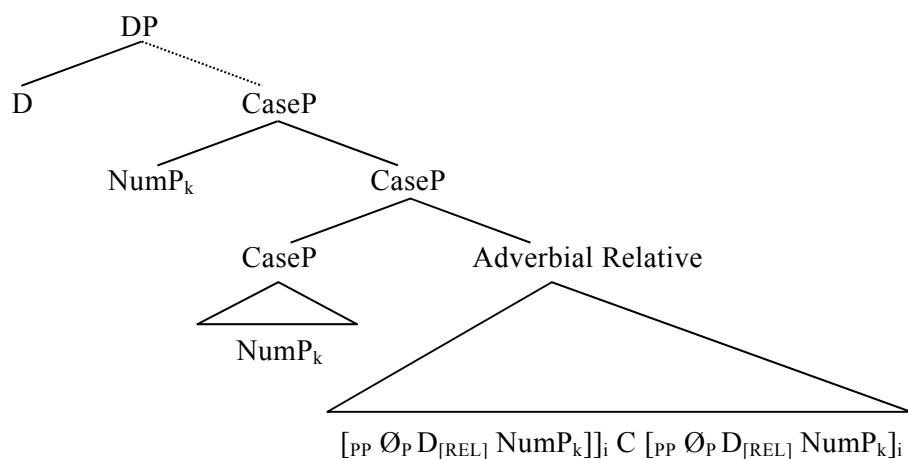 DP
D CaseP
NumPₖ CaseP
CaseP Adverbial Relative
NumPₖ
[PP ØP D[REL] NumPₖ]]ᵢ C [PP ØP D[REL] NumPₖ]ᵢ